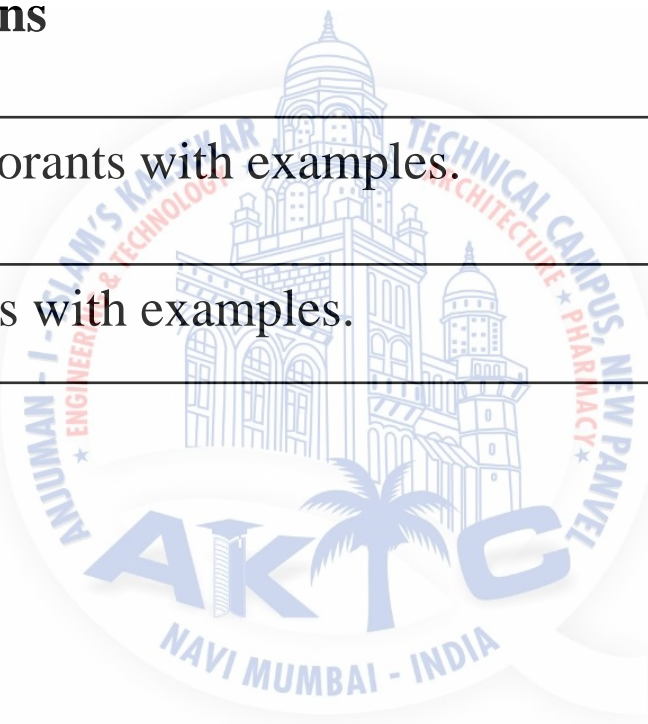 ns
orants with examples.
s with examples.
ANJUMAN - I - ISLAM'S KALSEKAR TECHNICAL CAMPUS, NEW PANVEL
★ ENGINEERING & TECHNOLOGY ARCHITECTURE ★ PHARMACY ★
AKTC
NAVI MUMBAI - INDIA